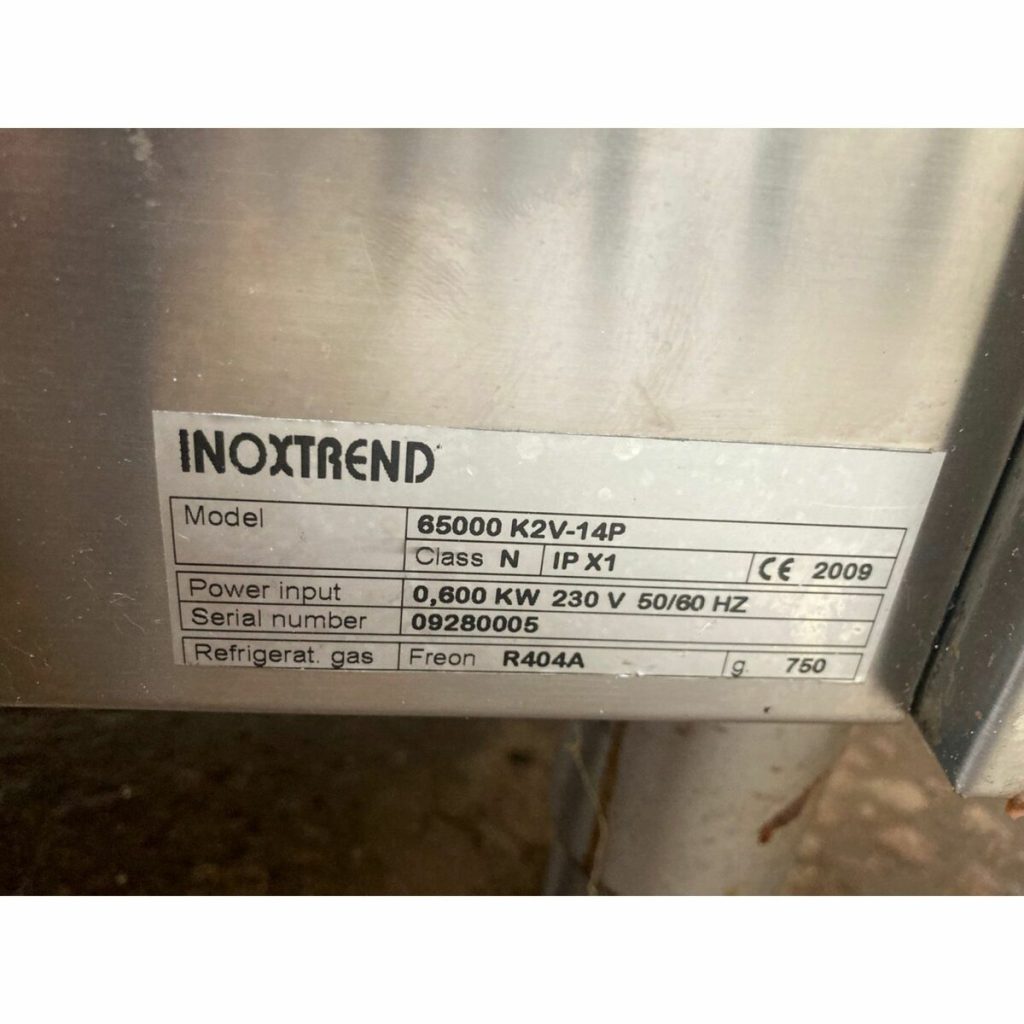 INOXTREND
Model 65000 K2V-14P
Class N IP X1 CE 2009
Power input 0,600 KW 230 V 50/60 HZ
Serial number 09280005
Refrigerat. gas Freon R404A g. 750